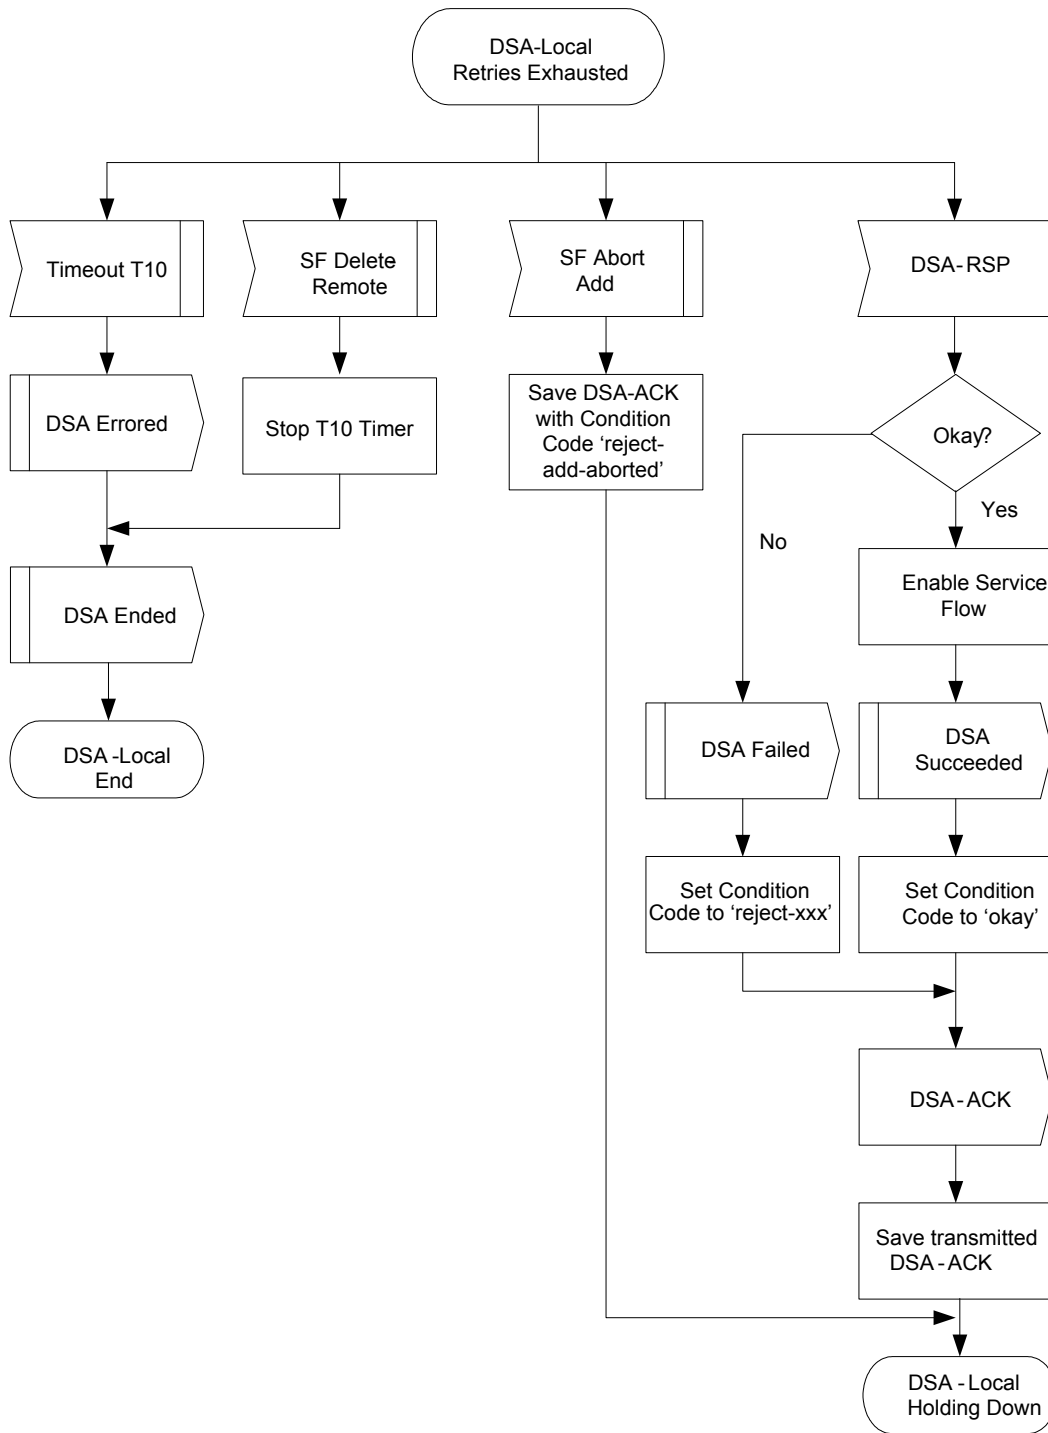 DSA-Local
Retries Exhausted
Timeout T10
SF Delete
Remote
SF Abort
Add
DSA-RSP
DSA Errored
Stop T10 Timer
Save DSA-ACK
with Condition
Code ‘reject-
add-aborted’
Okay?
No
Yes
Enable Service
Flow
DSA Ended
DSA-Local
End
DSA Failed
DSA
Succeeded
Set Condition
Code to ‘reject-xxx’
Set Condition
Code to ‘okay’
DSA-ACK
Save transmitted
DSA-ACK
DSA-Local
Holding Down